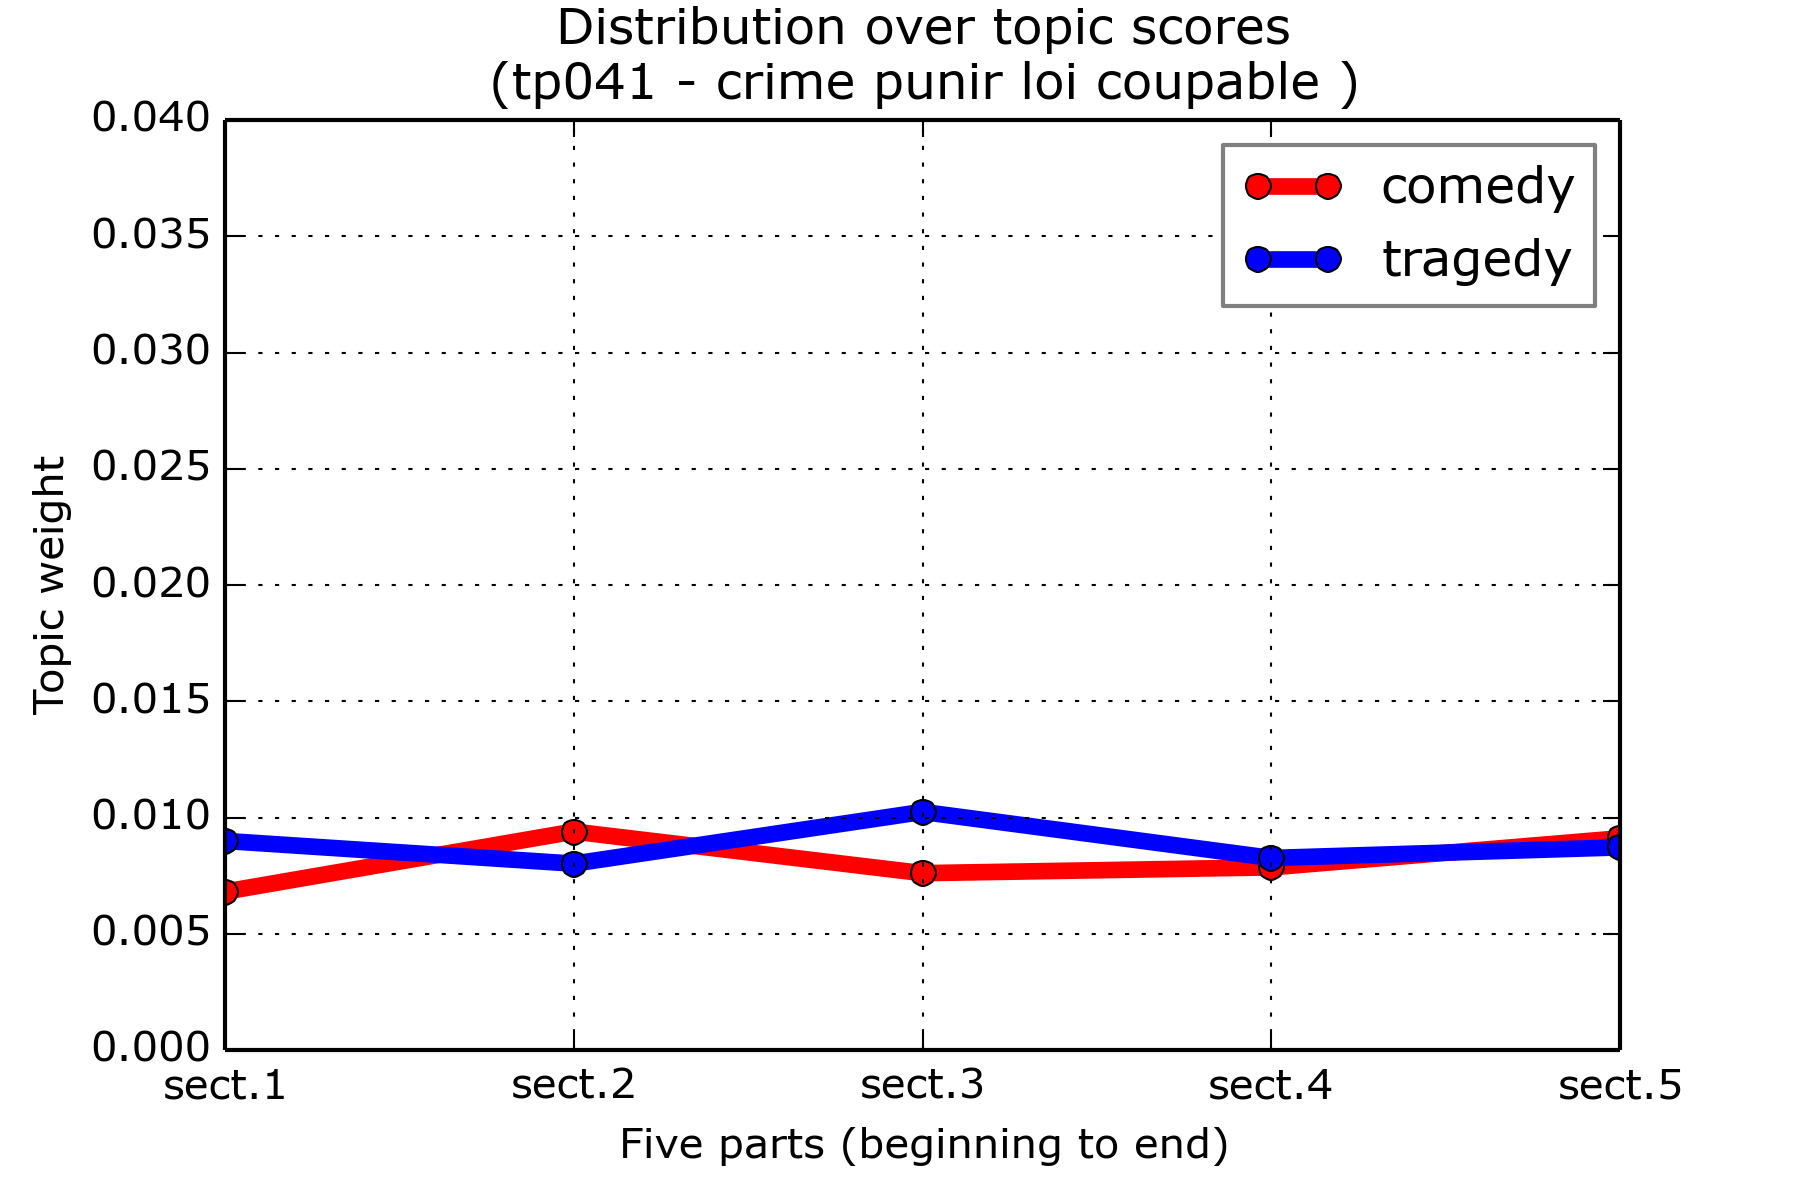 Distribution over topic scores
(tp041 - crime punir loi coupable )
0.040
0.035
0.030
0.025
0.020
0.015
0.010
0.005
0.000
Topic weight
comedy
tragedy
sect.1
sect.2
sect.3
sect.4
sect.5
Five parts (beginning to end)